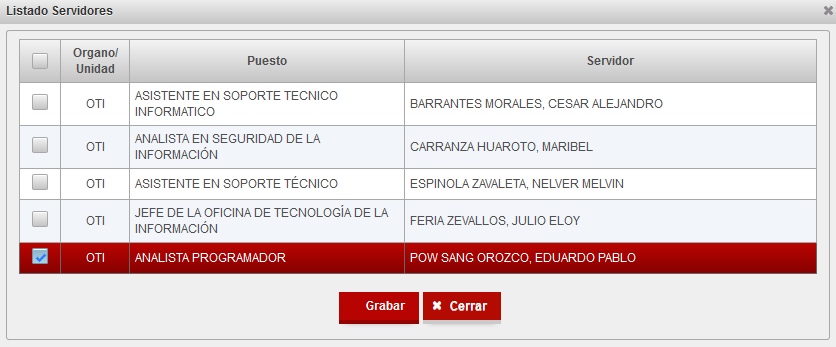 Listado Servidores
Organo/
Unidad
Puesto
Servidor
OTI
ASISTENTE EN SOPORTE TECNICO
INFORMATICO
BARRANTES MORALES, CESAR ALEJANDRO
OTI
ANALISTA EN SEGURIDAD DE LA
INFORMACIÓN
CARRANZA HUAROTO, MARIBEL
OTI
ASISTENTE EN SOPORTE TÉCNICO
ESPINOLA ZAVALETA, NELVER MELVIN
OTI
JEFE DE LA OFICINA DE TECNOLOGÍA DE LA
INFORMACIÓN
FERIA ZEVALLOS, JULIO ELOY
OTI
ANALISTA PROGRAMADOR
POW SANG OROZCO, EDUARDO PABLO
Grabar
Cerrar